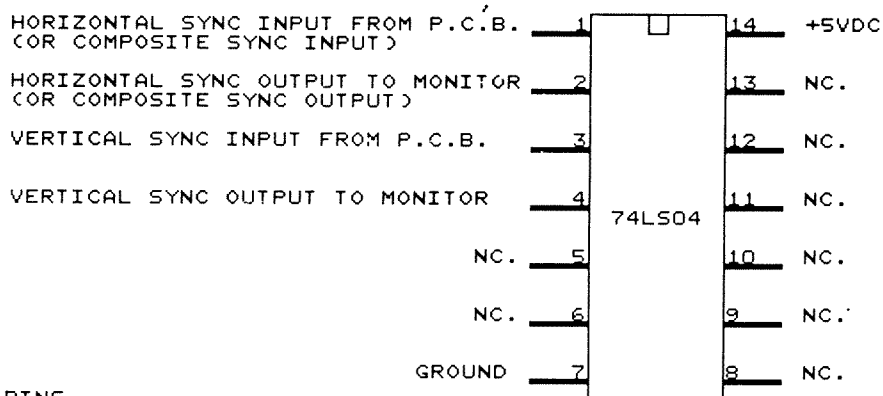 HORIZONTAL SYNC INPUT FROM P.C.B. 1 14 +5VDC
(OR COMPOSITE SYNC INPUT)
HORIZONTAL SYNC OUTPUT TO MONITOR 2 13 NC.
(OR COMPOSITE SYNC OUTPUT)
VERTICAL SYNC INPUT FROM P.C.B. 3 12 NC.
VERTICAL SYNC OUTPUT TO MONITOR 4 11 NC.
74LS04
NC. 5 10 NC.
NC. 6 9 NC.
GROUND 7 8 NC.